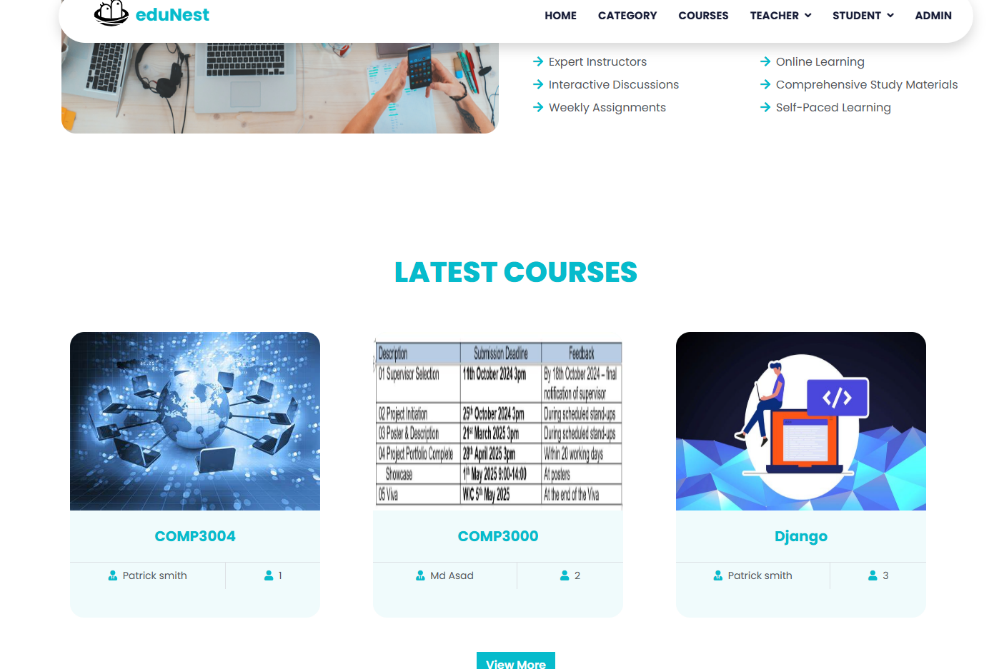 eduNest
HOME CATEGORY COURSES TEACHER STUDENT ADMIN
Expert Instructors Online Learning
Interactive Discussions Comprehensive Study Materials
Weekly Assignments Self-Paced Learning
LATEST COURSES
Description Submission Deadline Feedback
01 Supervisor Selection 11th October 2024 3pm By 18th October 2024 – final
notification of supervisor
02 Project Initiation 25th October 2024 3pm During scheduled stand-ups
03 Poster & Description 21st March 2025 3pm During scheduled stand-ups
04 Project Portfolio Complete 28th April 2025 3pm Within 20 working days
Showcase 1th May 2025 9:00-14:00 At posters
05 Viva W/C 5th May 2025 At the end of the Viva
</>
COMP3004 COMP3000 Django
Patrick smith 1 Md Asad 2 Patrick smith 3
View More